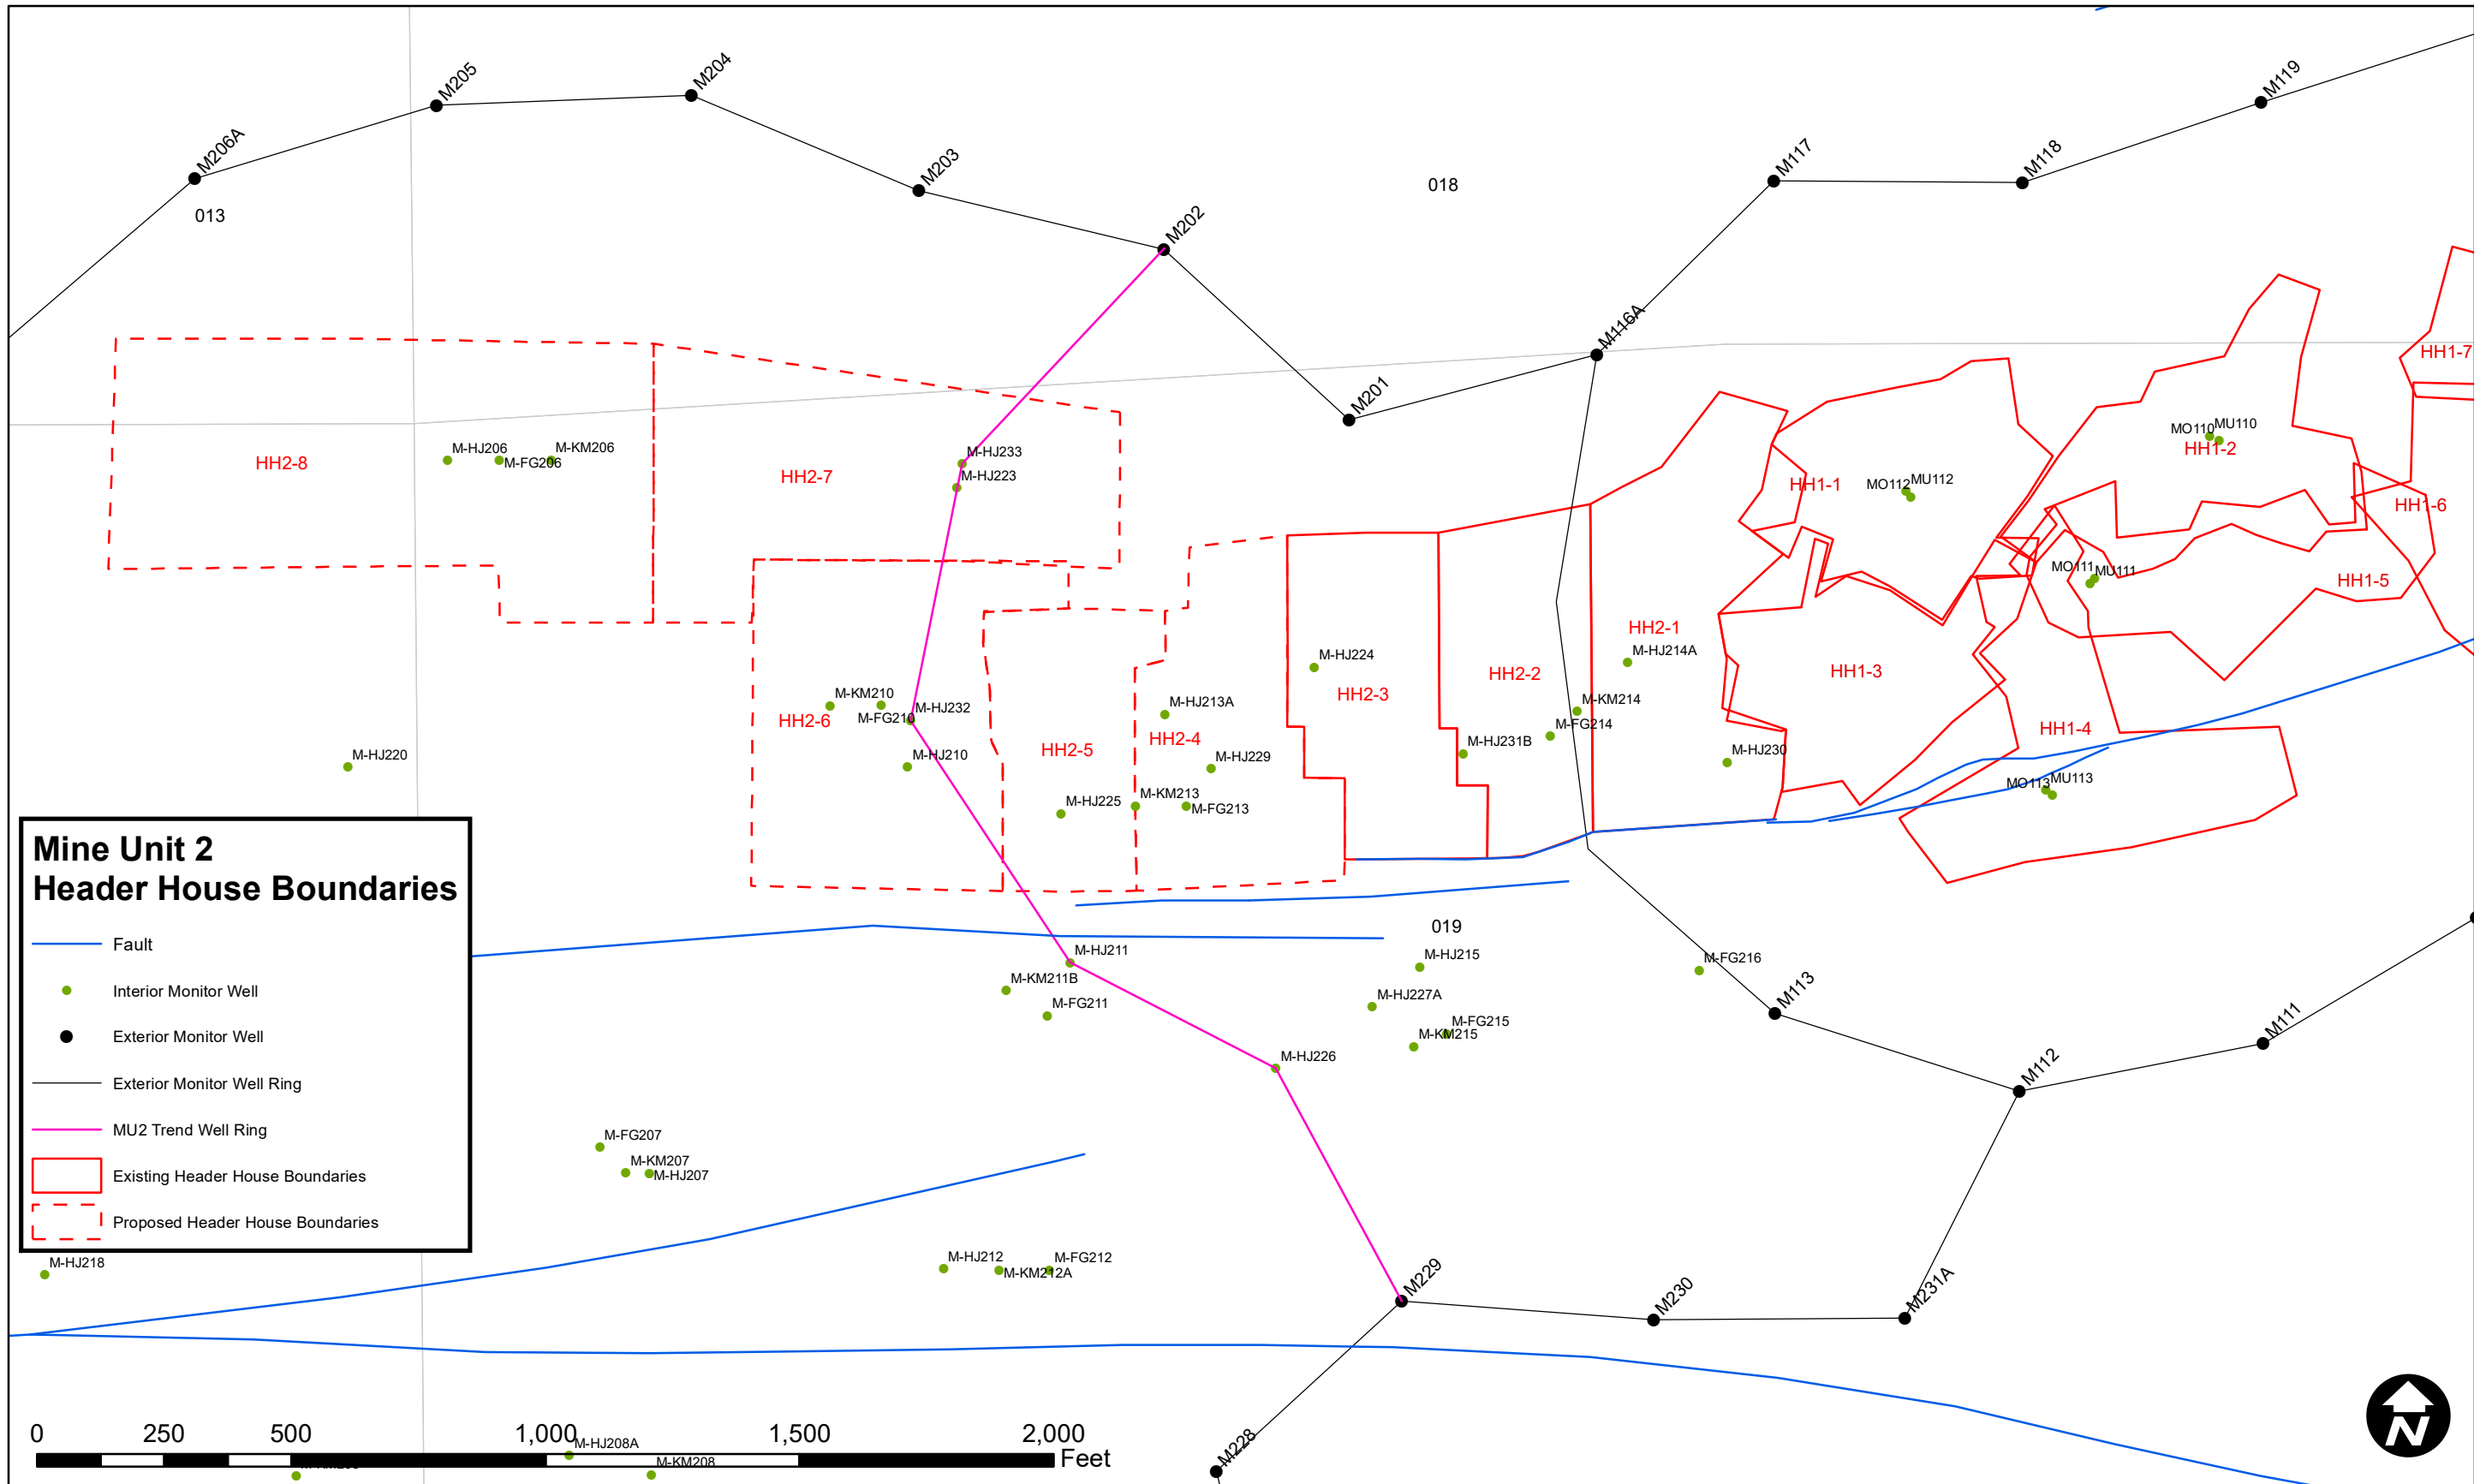 M205
M204
M119
M206A
M203
M117
M118
013
018
M202
M116A
M201
HH1-7
HH2-8
M-HJ206
M-FG206
M-KM206
HH2-7
M-HJ233
M-HJ223
HH1-1
MO112
MU112
MO110
MU110
HH1-2
HH1-6
MO111
MU111
HH1-5
HH2-1
M-HJ214A
HH1-3
M-HJ224
HH2-3
HH2-2
M-KM210
M-HJ232
M-FG210
HH2-6
M-HJ213A
HH2-4
HH2-5
M-KM214
M-FG214
M-HJ231B
M-HJ230
HH1-4
M-HJ220
M-HJ210
M-HJ229
M-HJ225
M-KM213
M-FG213
MO113
MU113
Mine Unit 2
Header House Boundaries
Fault
Interior Monitor Well
Exterior Monitor Well
Exterior Monitor Well Ring
MU2 Trend Well Ring
Existing Header House Boundaries
Proposed Header House Boundaries
019
M-HJ211
M-KM211B
M-FG211
M-HJ215
M-HJ227A
M-FG215
M-KM215
M-FG216
M113
M111
M112
M-HJ226
M-FG207
M-KM207
M-HJ207
M-HJ218
M-HJ212
M-KM212A
M-FG212
M229
M230
M231A
M228
0 250 500 1,000 1,500 2,000
Feet
M-HJ208A
M-KM208
N